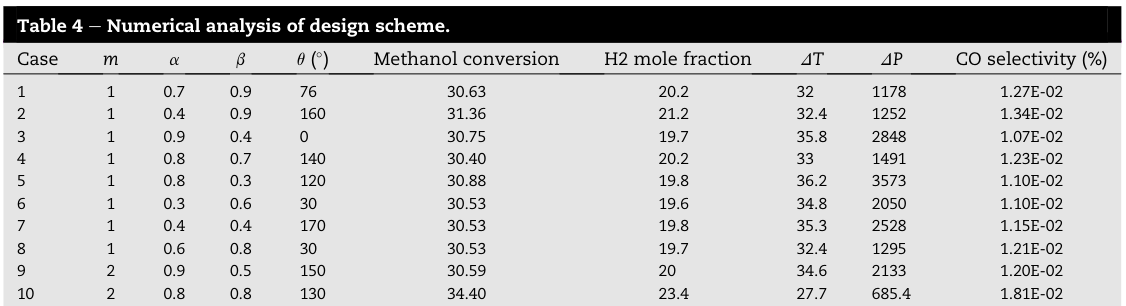 Table 4 – Numerical analysis of design scheme.
Case m α β θ (°) Methanol conversion H2 mole fraction ΔT ΔP CO selectivity (%)
1 1 0.7 0.9 76 30.63 20.2 32 1178 1.27E-02
2 1 0.4 0.9 160 31.36 21.2 32.4 1252 1.34E-02
3 1 0.9 0.4 0 30.75 19.7 35.8 2848 1.07E-02
4 1 0.8 0.7 140 30.40 20.2 33 1491 1.23E-02
5 1 0.8 0.3 120 30.88 19.8 36.2 3573 1.10E-02
6 1 0.3 0.6 30 30.53 19.6 34.8 2050 1.10E-02
7 1 0.4 0.4 170 30.53 19.8 35.3 2528 1.15E-02
8 1 0.6 0.8 30 30.53 19.7 32.4 1295 1.21E-02
9 2 0.9 0.5 150 30.59 20 34.6 2133 1.20E-02
10 2 0.8 0.8 130 34.40 23.4 27.7 685.4 1.81E-02